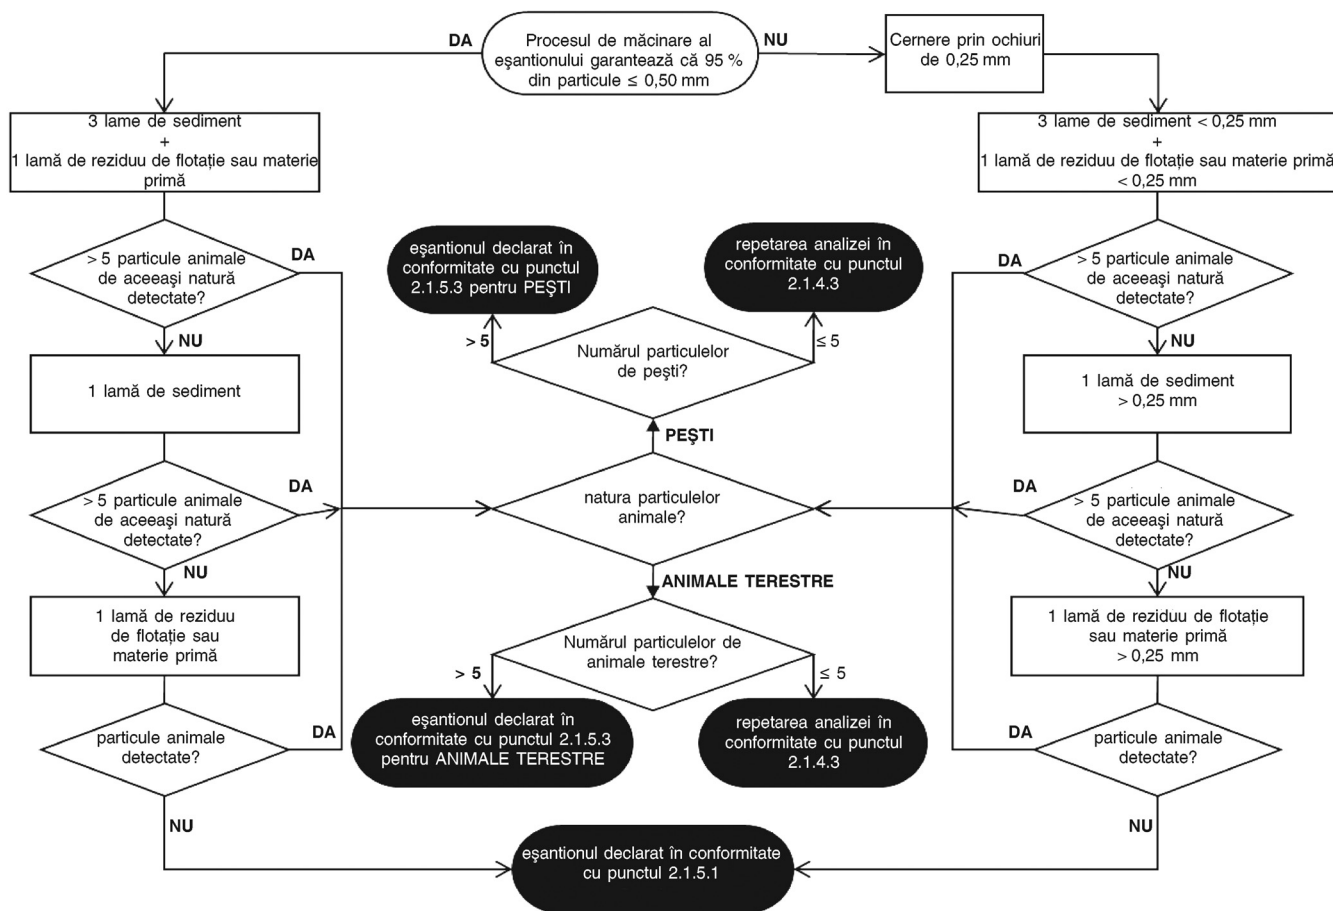 DA
Procesul de măcinare al
eşantionului garantează că 95 %
din particule ≤ 0,50 mm
NU
Cernere prin ochiuri
de 0,25 mm
3 lame de sediment
+
1 lamă de reziduu de flotaţie sau materie
primă
3 lame de sediment < 0,25 mm
+
1 lamă de reziduu de flotaţie sau materie primă
< 0,25 mm
> 5 particule animale
de aceeaşi natură
detectate?
DA
eşantionul declarat în
conformitate cu punctul
2.1.5.3 pentru PEŞTI
repetarea analizei în
conformitate cu punctul
2.1.4.3
DA
> 5 particule animale
de aceeaşi natură
detectate?
NU
> 5
Numărul particulelor
de peşti?
≤ 5
NU
1 lamă de sediment
1 lamă de sediment
> 0,25 mm
PEŞTI
> 5 particule animale
de aceeaşi natură
detectate?
DA
natura particulelor
animale?
DA
> 5 particule animale
de aceeaşi natură
detectate?
NU
ANIMALE TERESTRE
NU
1 lamă de reziduu
de flotaţie sau
materie primă
Numărul particulelor de
animale terestre?
1 lamă de reziduu de flotaţie
sau materie primă
> 0,25 mm
> 5
≤ 5
particule animale
detectate?
DA
eşantionul declarat în
conformitate cu punctul 2.1.5.3
pentru ANIMALE TERESTRE
repetarea analizei în
conformitate cu punctul
2.1.4.3
DA
particule animale
detectate?
NU
NU
eşantionul declarat în conformitate
cu punctul 2.1.5.1